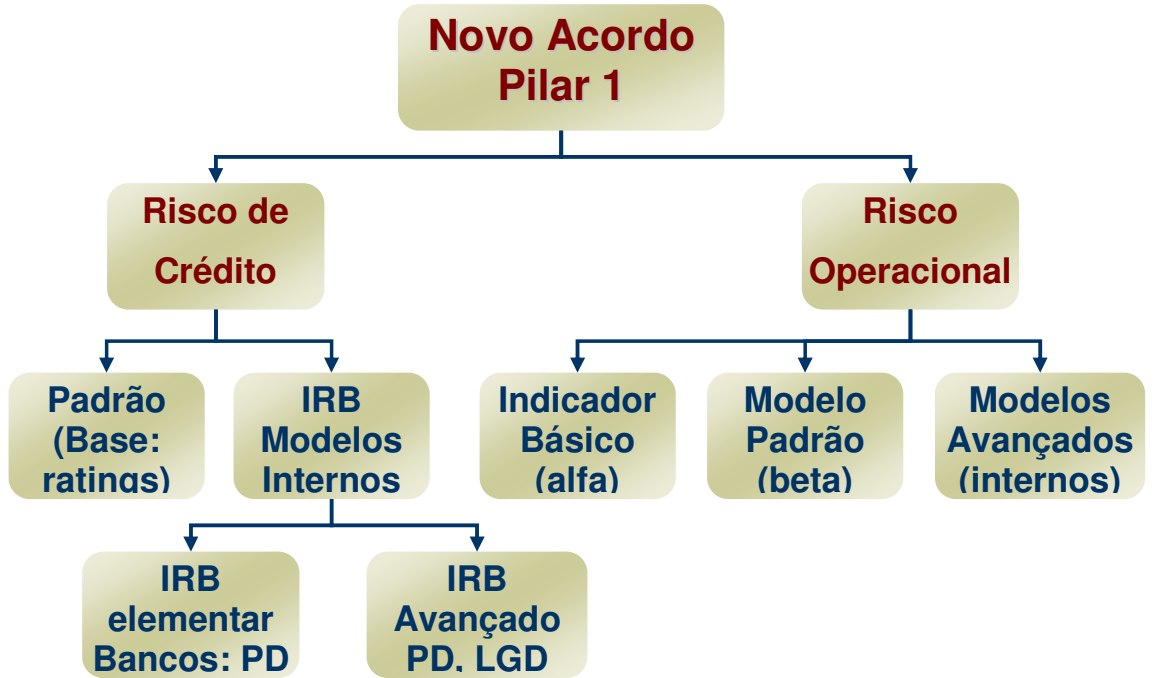 Novo Acordo
Pilar 1
Risco de
Crédito
Risco
Operacional
Padrão
(Base:
ratings)
IRB
Modelos
Internos
Indicador
Básico
(alfa)
Modelo
Padrão
(beta)
Modelos
Avançados
(internos)
IRB
elementar
Bancos: PD
IRB
Avançado
PD, LGD